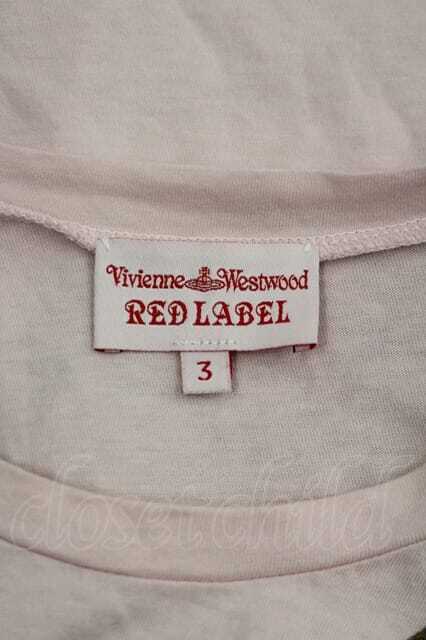 Vivienne Westwood
RED LABEL
3
closet child